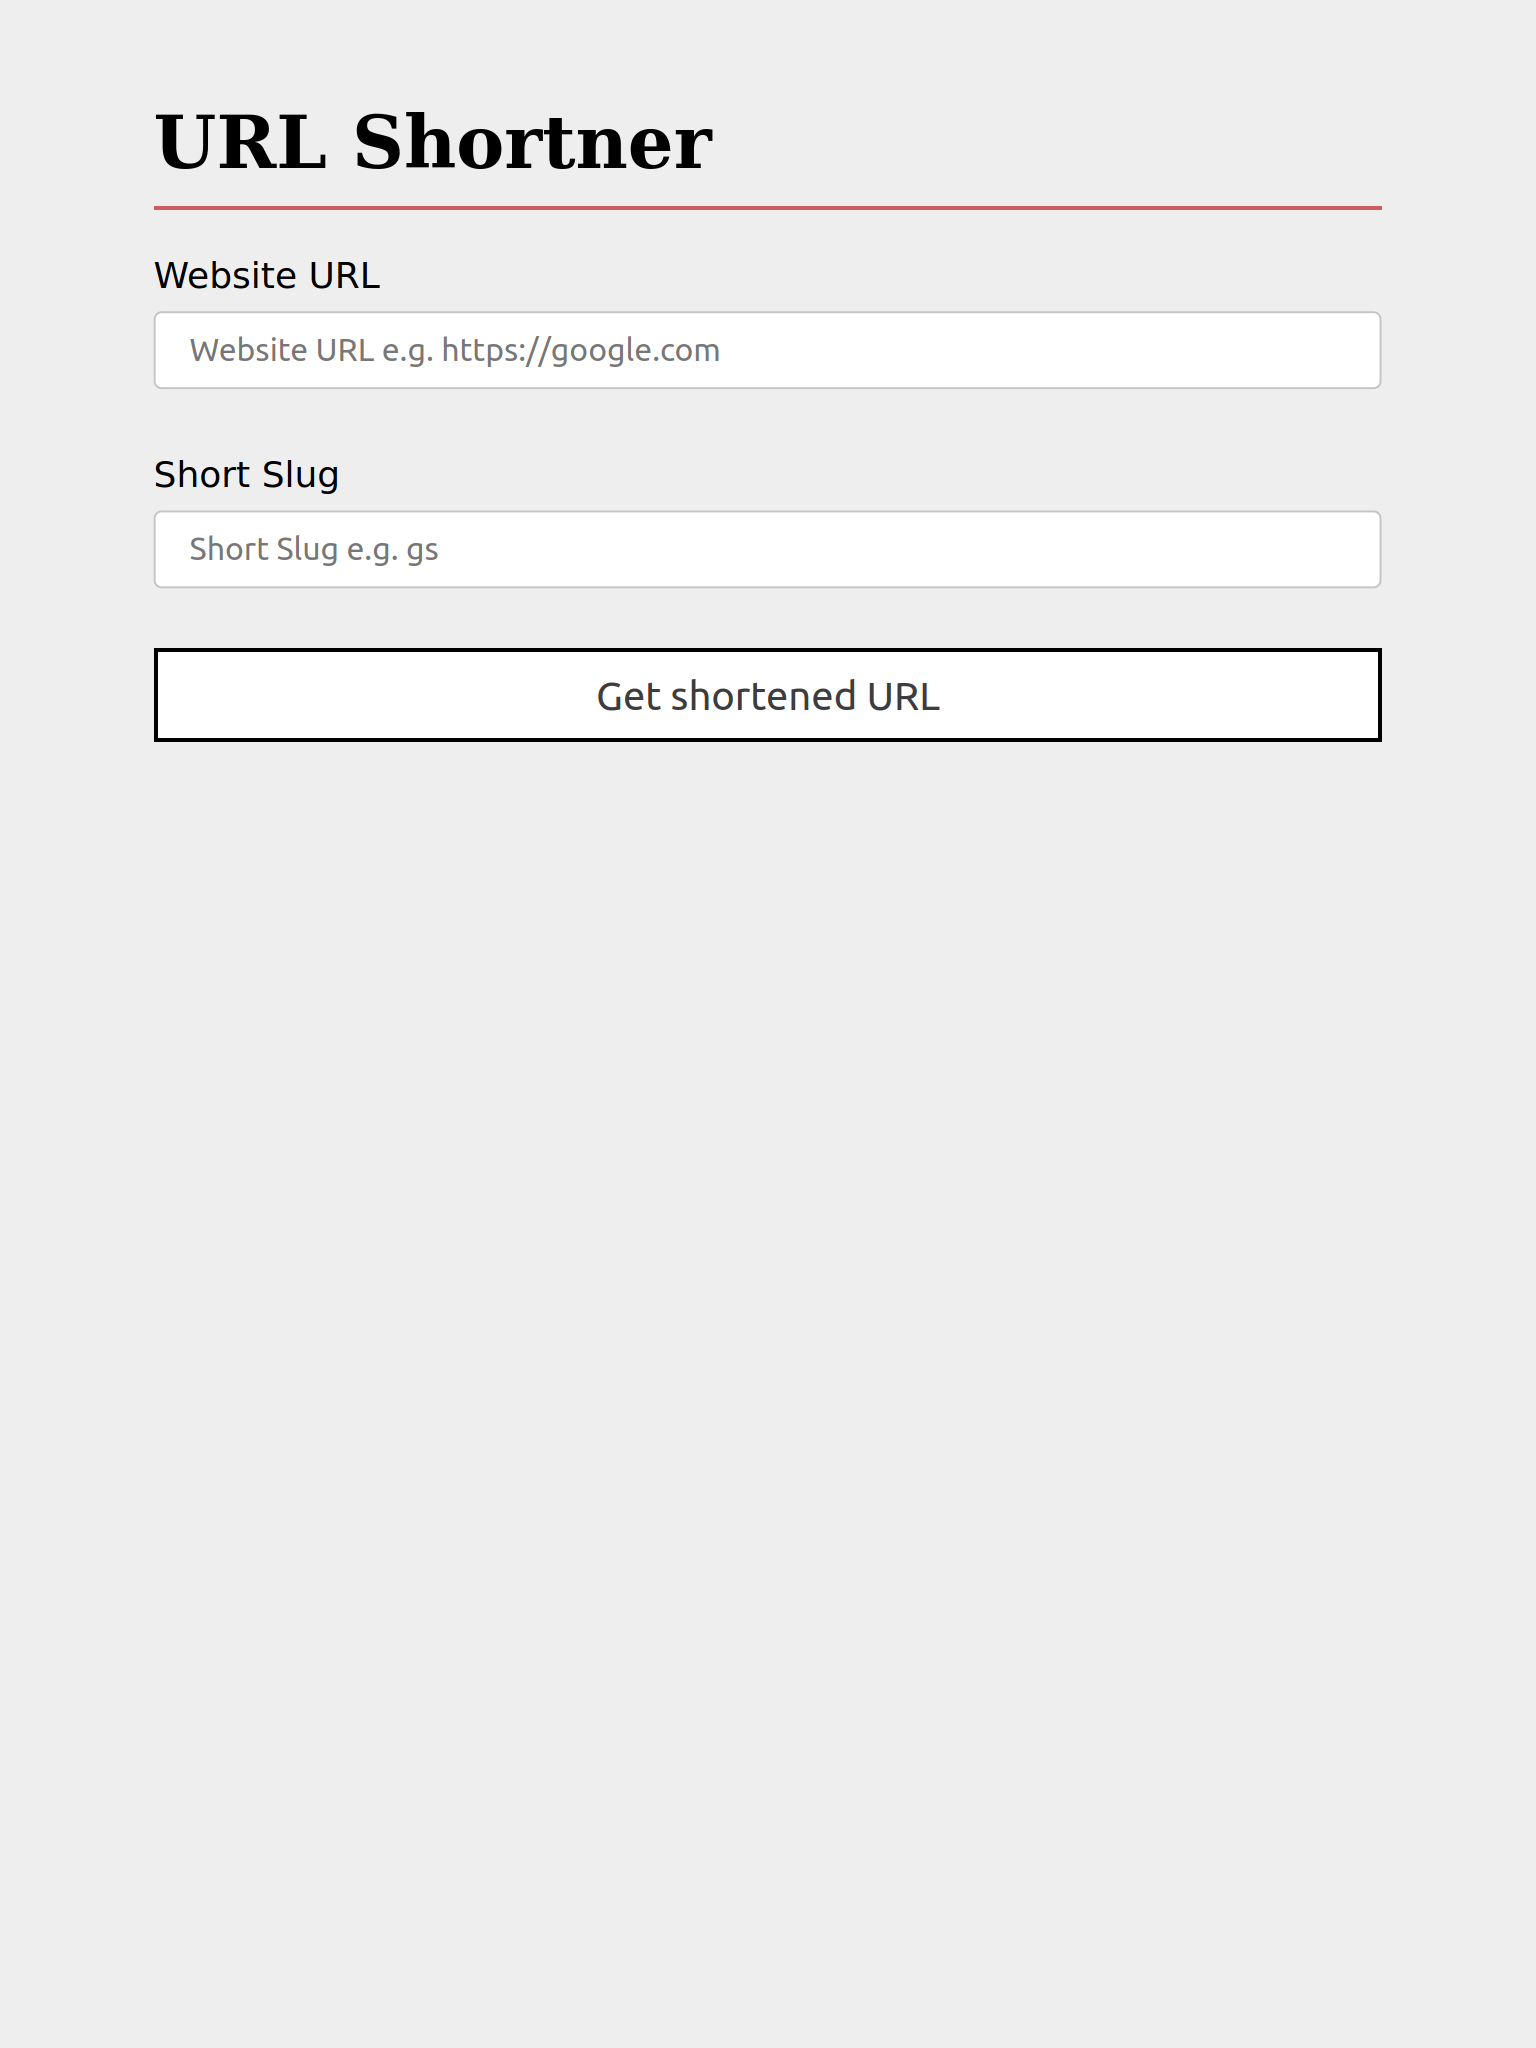 URL Shortner
Website URL
Website URL e.g. https://google.com
Short Slug
Short Slug e.g. gs
Get shortened URL